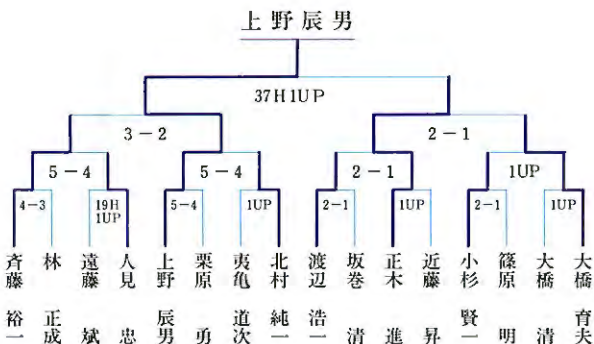 上野辰男
37H1UP
3-2 2-1
5-4 5-4 2-1 1UP
4-3 19H 1UP 5-4 1UP 2-1 1UP 2-1 1UP
斉藤裕一
林正成
遠藤斌
人見忠
上野辰男
栗原勇
夷亀道次
北村純一
渡辺浩一
坂巻清
正木進
近藤昇
小杉賢一
篠原明
大橋清
大橋育夫